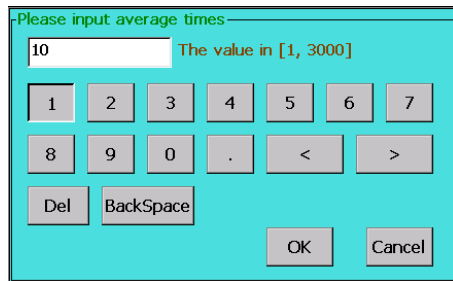 Please input average times
10 The value in [1, 3000]
1 2 3 4 5 6 7
8 9 0 . < >
Del BackSpace
OK Cancel